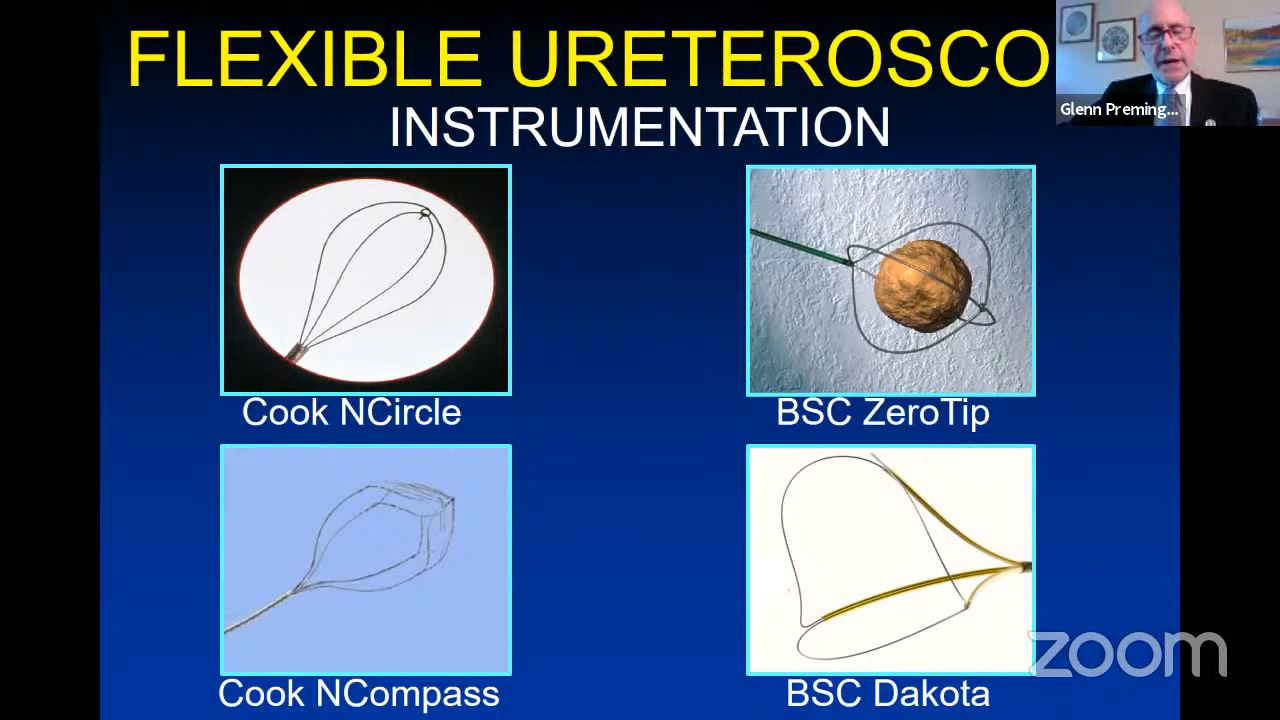 FLEXIBLE URETEROSCO
INSTRUMENTATION
Glenn Preming...
Cook NCircle
BSC ZeroTip
Cook NCompass
BSC Dakota
zoom